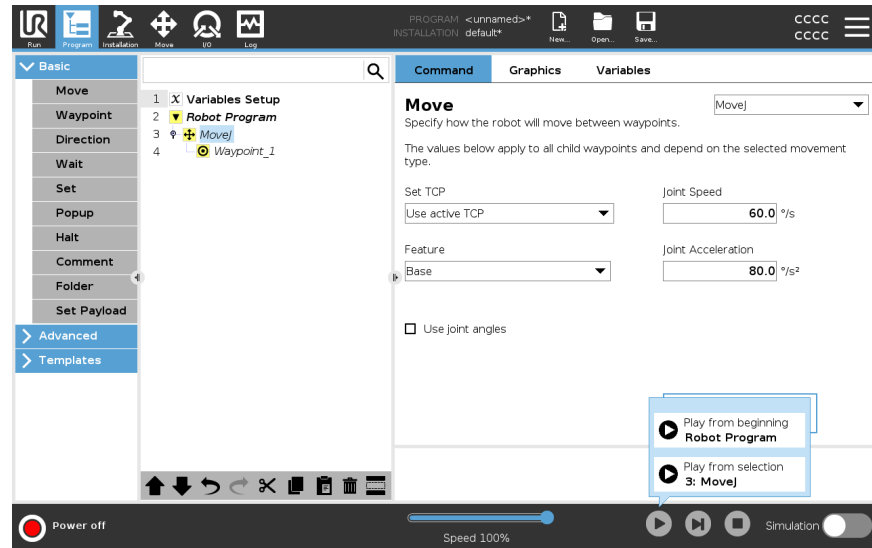 PROGRAM <unnamed>*
INSTALLATION default*
CCCC
CCCC
UR
Run
Program
Installation
Move
I/O
Log
New...
Open...
Save...
Basic
Move
Waypoint
Direction
Wait
Set
Popup
Halt
Comment
Folder
Set Payload
Advanced
Templates
1 X Variables Setup
2 Robot Program
3 MoveJ
4 Waypoint_1
Command
Graphics
Variables
Move
MoveJ
Specify how the robot will move between waypoints.
The values below apply to all child waypoints and depend on the selected movement
type.
Set TCP
Joint Speed
Use active TCP
60.0 °/s
Feature
Joint Acceleration
Base
80.0 °/s²
Use joint angles
Play from beginning
Robot Program
Play from selection
3: MoveJ
Power off
Speed 100%
Simulation